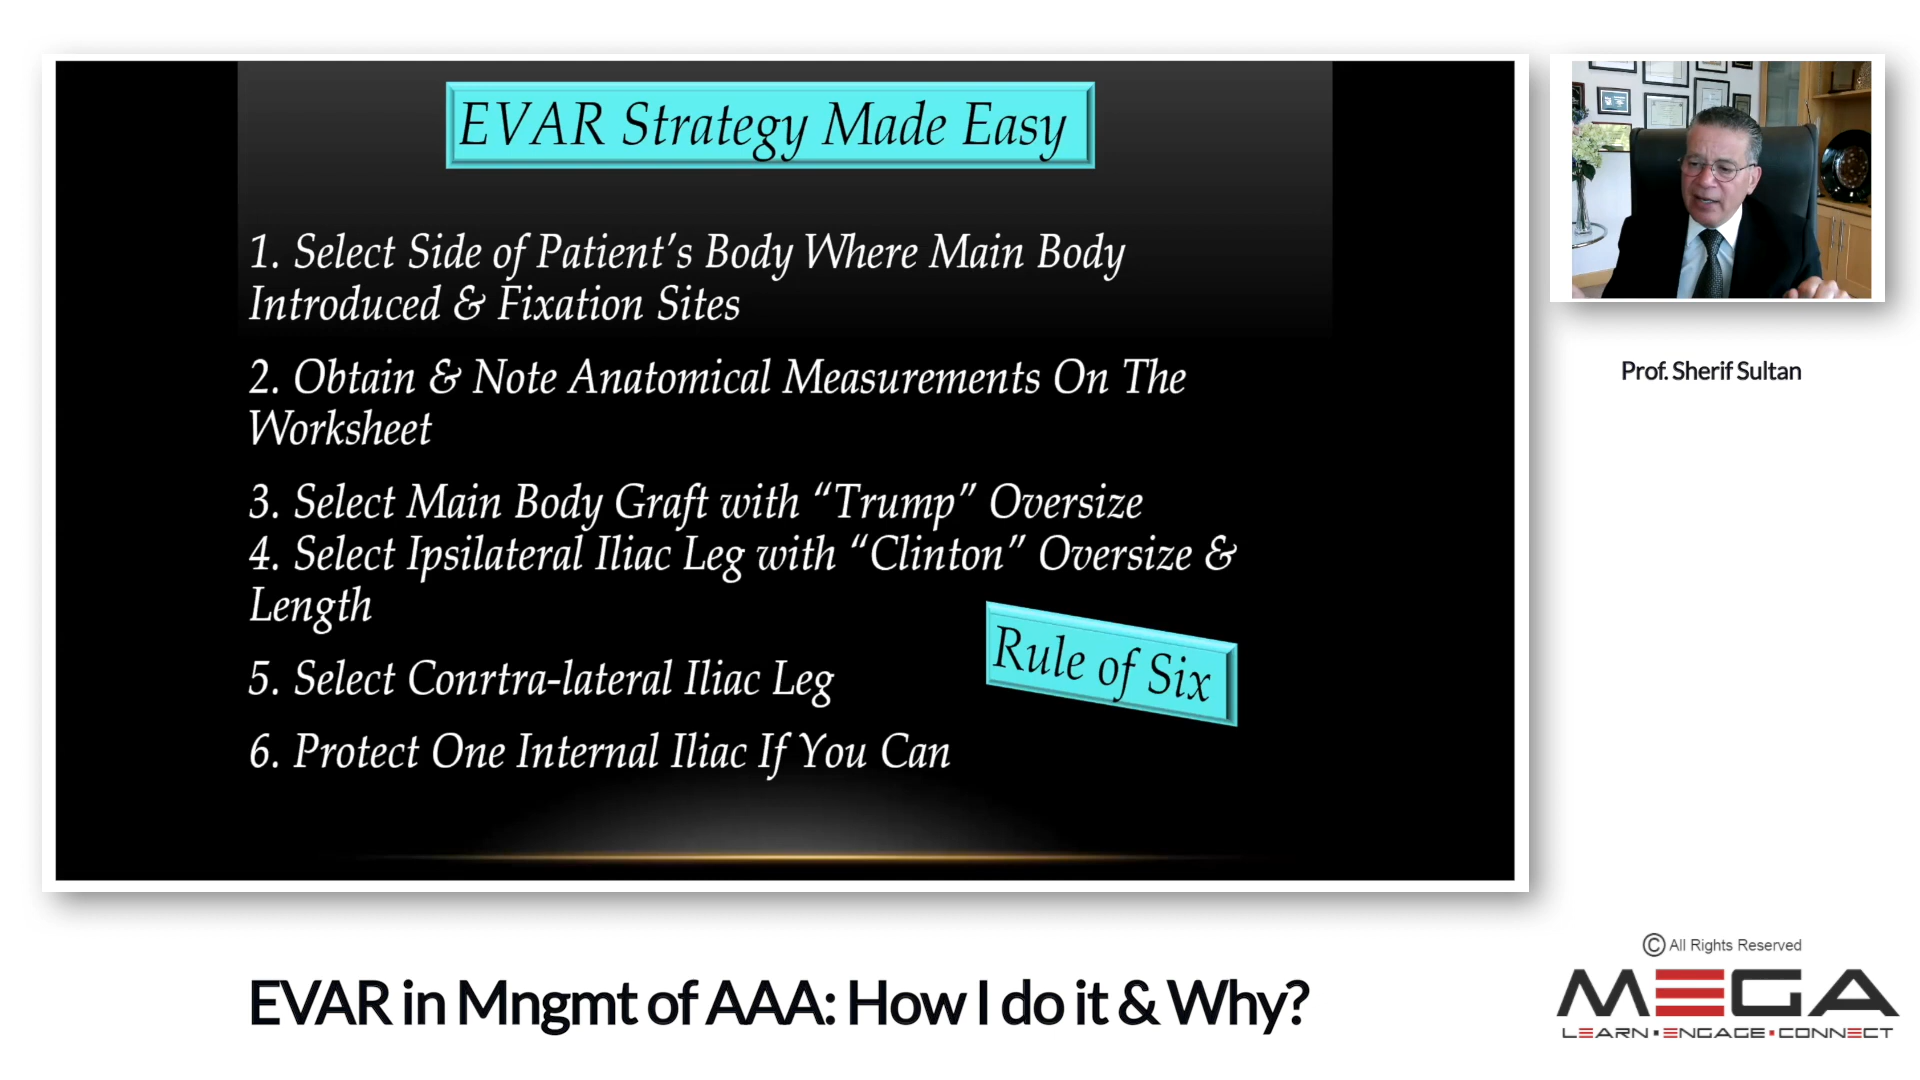 EVAR Strategy Made Easy
1. Select Side of Patient's Body Where Main Body
Introduced & Fixation Sites
2. Obtain & Note Anatomical Measurements On The
Worksheet
3. Select Main Body Graft with “Trump” Oversize
4. Select Ipsilateral Iliac Leg with “Clinton” Oversize &
Length
Rule of Six
5. Select Conrtra-lateral Iliac Leg
6. Protect One Internal Iliac If You Can
Prof. Sherif Sultan
EVAR in Mngmt of AAA: How I do it & Why?
© All Rights Reserved
MEGA
LEARN • ENGAGE • CONNECT